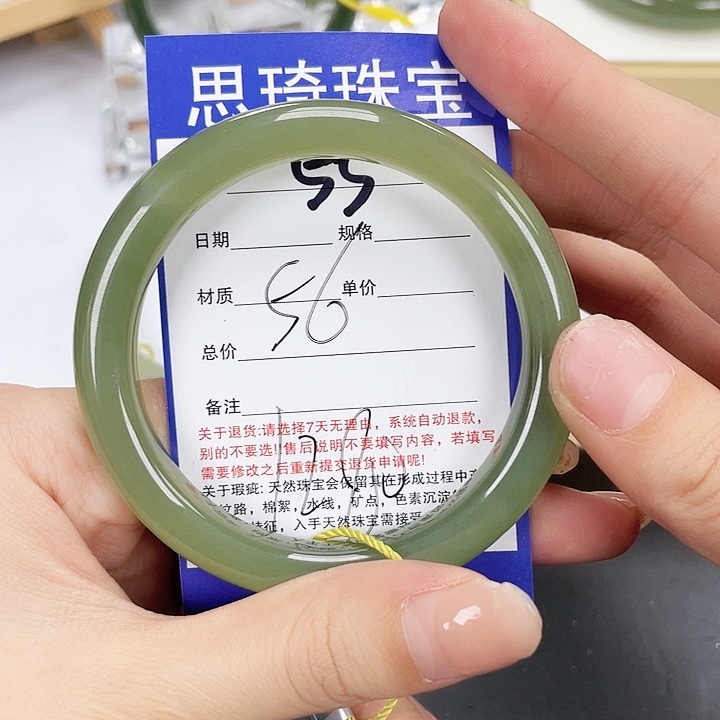 思琦珠宝
55
日期 规格
56
材质 单价
总价
备注
关于退货:请选择7天无理由，系统自动退款，
别的不要选!!售后说明不要填写内容，若填写
需要修改之后重新提交退货申请呢!
关于瑕疵: 天然珠宝会保留其在形成过程中产
纹路，棉絮，水线，矿点，色素沉淀
特征，入手天然珠宝需接受